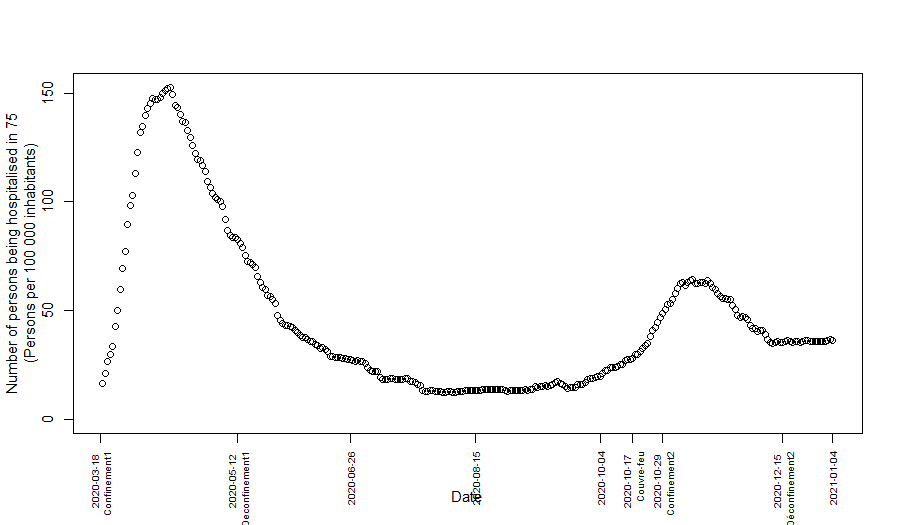 Number of persons being hospitalised in 75
(Persons per 100 000 inhabitants)
150
100
50
0
2020-03-18
Confinement1
2020-05-12
Déconfinement1
2020-06-26
2020-08-15
2020-10-04
2020-10-17
Couvre-feu
2020-10-29
Confinement2
2020-12-15
Déconfinement2
2021-01-04
Date